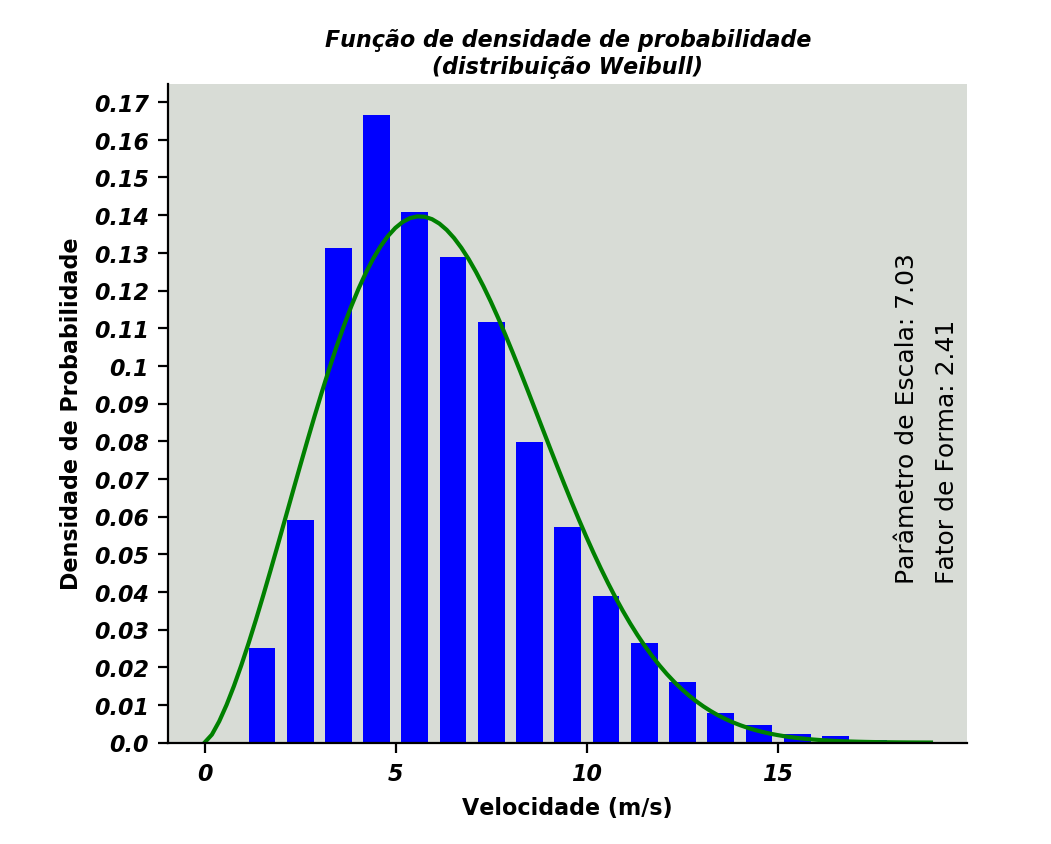 Função de densidade de probabilidade
(distribuição Weibull)
0.17
0.16
0.15
0.14
0.13
0.12
0.11
0.1
0.09
0.08
0.07
0.06
0.05
0.04
0.03
0.02
0.01
0.0
Densidade de Probabilidade
Parâmetro de Escala: 7.03
Fator de Forma: 2.41
0 5 10 15
Velocidade (m/s)